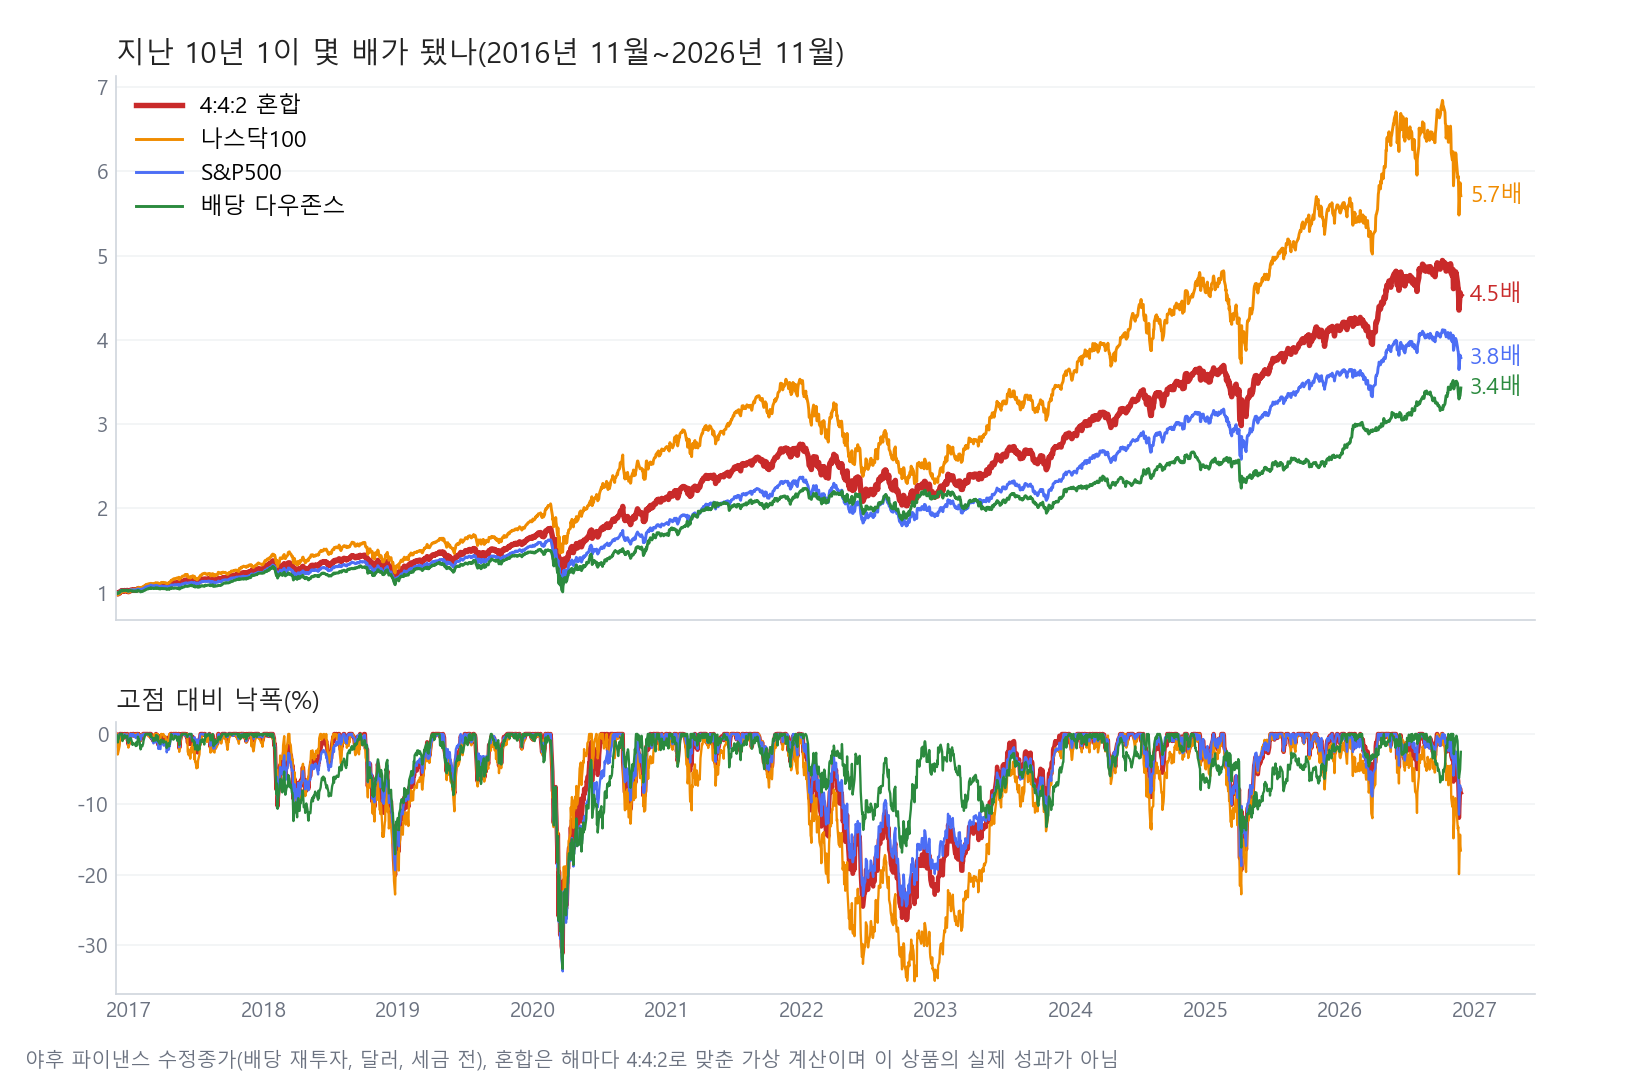 지난 10년 1이 몇 배가 됐나(2016년 11월~2026년 11월)
7
6
5
4
3
2
1
4:4:2 혼합
나스닥100
S&P500
배당 다우존스
5.7배
4.5배
3.8배
3.4배
고점 대비 낙폭(%)
0
-10
-20
-30
2017 2018 2019 2020 2021 2022 2023 2024 2025 2026 2027
야후 파이낸스 수정종가(배당 재투자, 달러, 세금 전), 혼합은 해마다 4:4:2로 맞춘 가상 계산이며 이 상품의 실제 성과가 아님